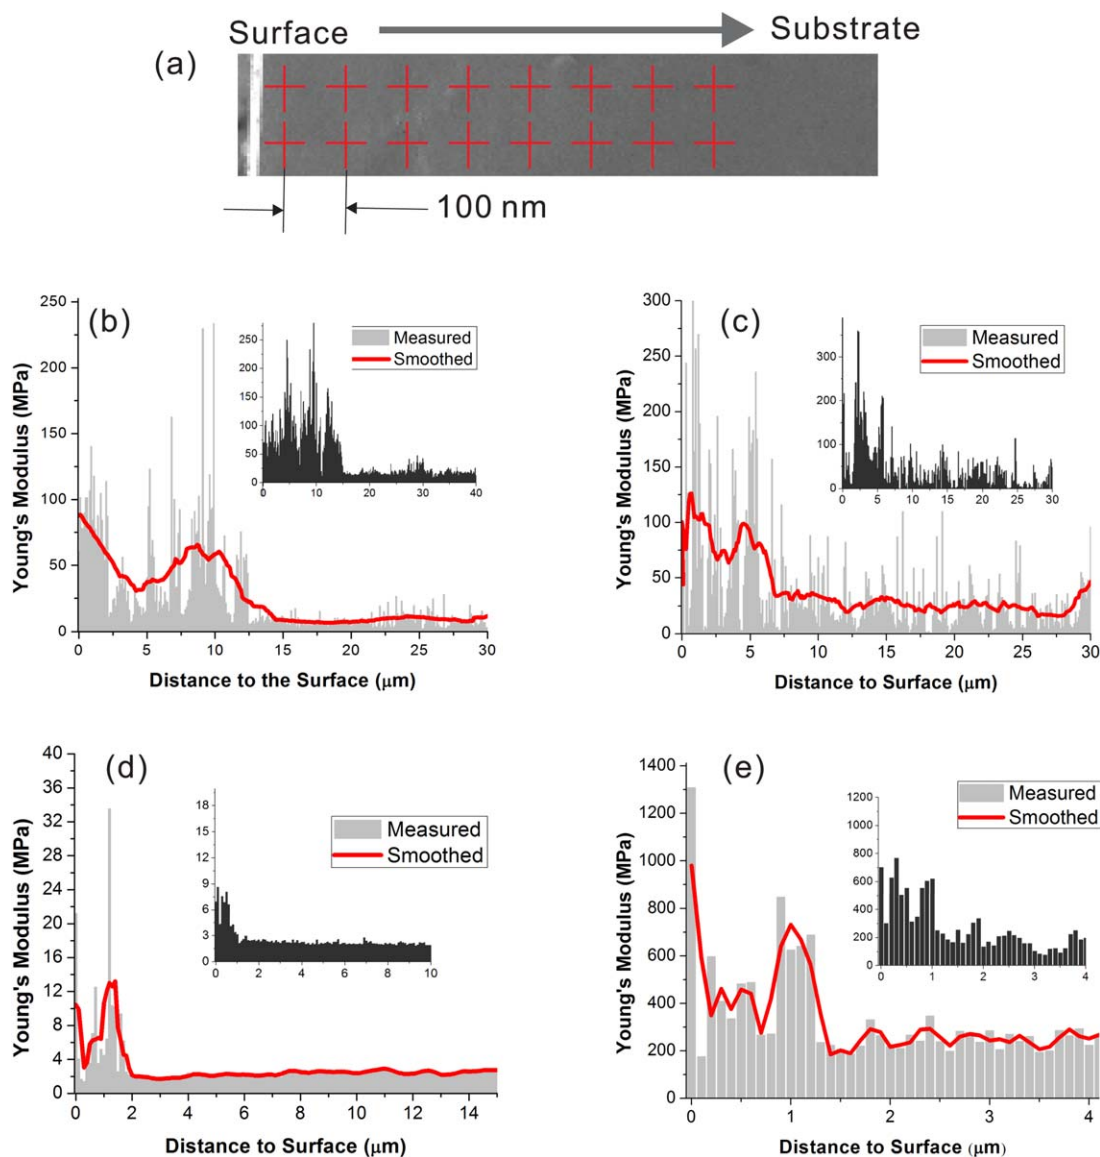 Surface Substrate
(a)
100 nm
(b)
Young's Modulus (MPa)
250
200
150
100
50
0
0 5 10 15 20 25 30
Distance to the Surface (μm)
Measured
Smoothed
250
200
150
100
50
0
0 10 20 30 40
(c)
Young's Modulus (MPa)
300
250
200
150
100
50
0
0 5 10 15 20 25 30
Distance to Surface (μm)
Measured
Smoothed
300
200
100
0
0 5 10 15 20 25 30
(d)
Young's Modulus (MPa)
40
36
32
28
24
20
16
12
8
4
0
0 2 4 6 8 10 12 14
Distance to Surface (μm)
Measured
Smoothed
18
15
12
9
6
3
0
0 2 4 6 8 10
(e)
Young's Modulus (MPa)
1400
1200
1000
800
600
400
200
0
0 1 2 3 4
Distance to Surface (μm)
Measured
Smoothed
1200
1000
800
600
400
200
0
0 1 2 3 4